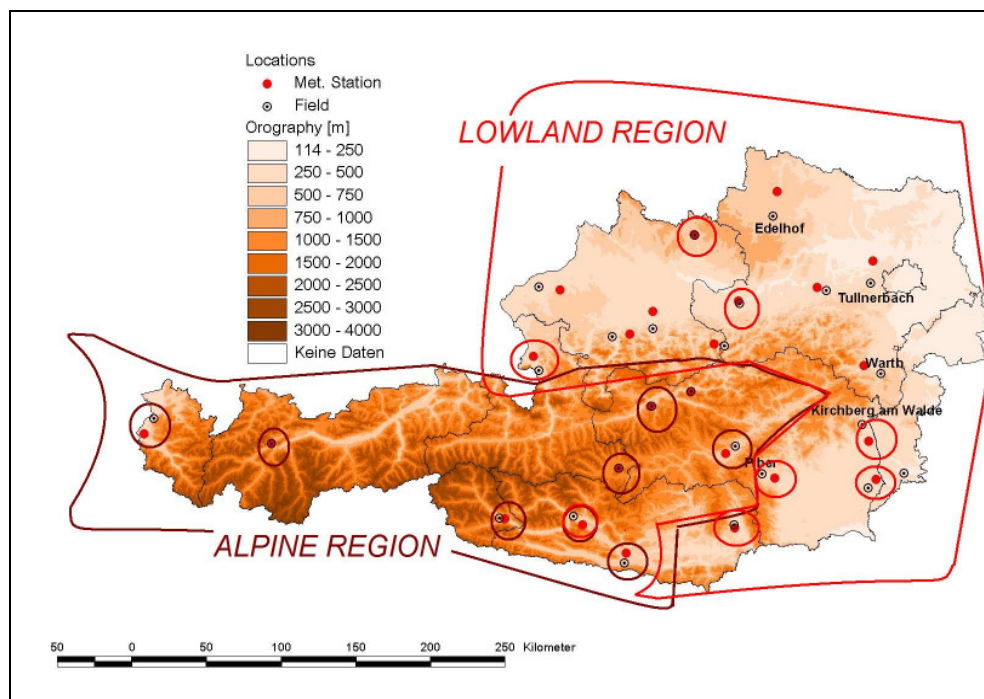 Locations
Met. Station
Field
Orography [m]
114 - 250
250 - 500
500 - 750
750 - 1000
1000 - 1500
1500 - 2000
2000 - 2500
2500 - 3000
3000 - 4000
Keine Daten
LOWLAND REGION
Edelhof
Tullnerbach
Warth
Kirchberg am Walde
Piber
ALPINE REGION
50 0 50 100 150 200 250 Kilometer